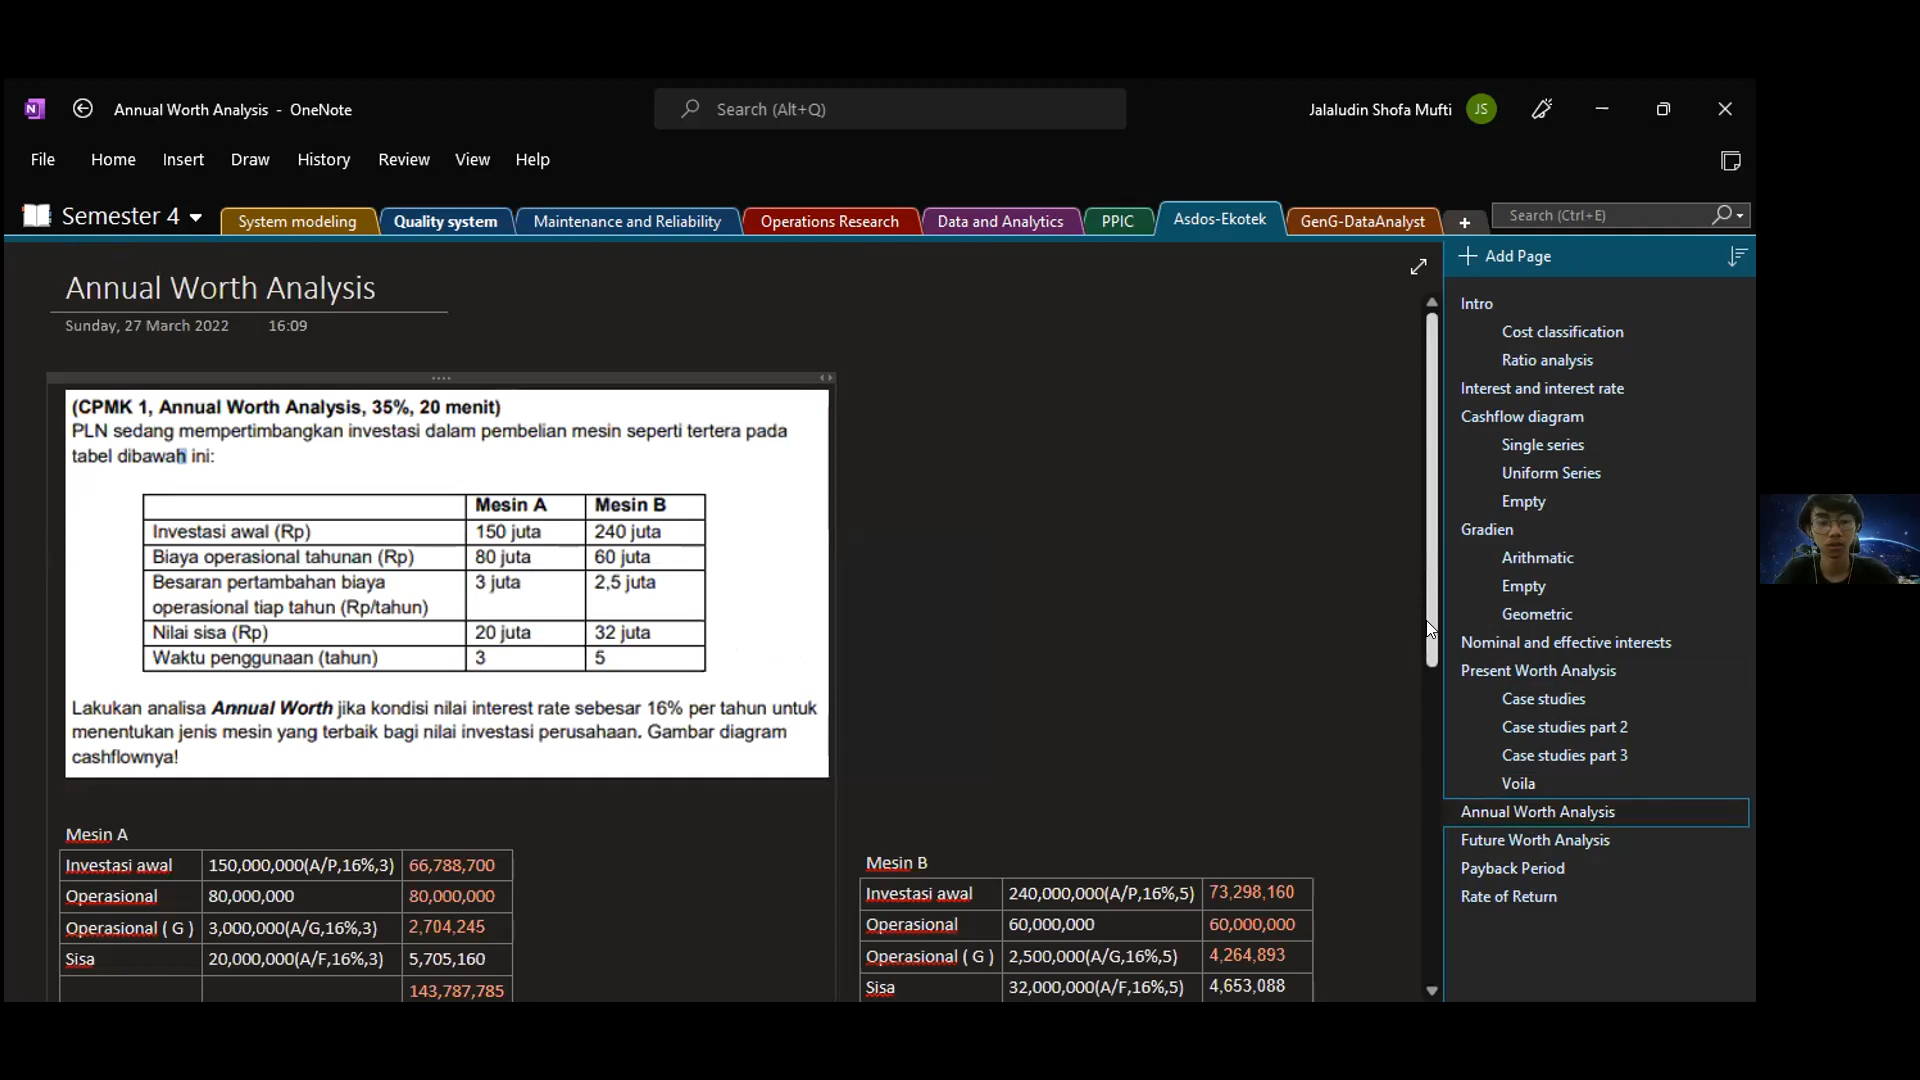 Annual Worth Analysis - OneNote
Search (Alt+Q)
Jalaludin Shofa Mufti
JS
File Home Insert Draw History Review View Help
Semester 4
System modeling
Quality system
Maintenance and Reliability
Operations Research
Data and Analytics
PPIC
Asdos-Ekotek
GenG-DataAnalyst
+
Search (Ctrl+E)
Annual Worth Analysis
Sunday, 27 March 2022 16:09
(CPMK 1, Annual Worth Analysis, 35%, 20 menit)
PLN sedang mempertimbangkan investasi dalam pembelian mesin seperti tertera pada
tabel dibawah ini:
Mesin A Mesin B
Investasi awal (Rp) 150 juta 240 juta
Biaya operasional tahunan (Rp) 80 juta 60 juta
Besaran pertambahan biaya 3 juta 2,5 juta
operasional tiap tahun (Rp/tahun)
Nilai sisa (Rp) 20 juta 32 juta
Waktu penggunaan (tahun) 3 5
Lakukan analisa Annual Worth jika kondisi nilai interest rate sebesar 16% per tahun untuk
menentukan jenis mesin yang terbaik bagi nilai investasi perusahaan. Gambar diagram
cashflownya!
Mesin A
Investasi awal 150,000,000(A/P,16%,3) 66,788,700
Operasional 80,000,000 80,000,000
Operasional ( G ) 3,000,000(A/G,16%,3) 2,704,245
Sisa 20,000,000(A/F,16%,3) 5,705,160
143,787,785
Mesin B
Investasi awal 240,000,000(A/P,16%,5) 73,298,160
Operasional 60,000,000 60,000,000
Operasional ( G ) 2,500,000(A/G,16%,5) 4,264,893
Sisa 32,000,000(A/F,16%,5) 4,653,088
Add Page
Intro
Cost classification
Ratio analysis
Interest and interest rate
Cashflow diagram
Single series
Uniform Series
Empty
Gradien
Arithmatic
Empty
Geometric
Nominal and effective interests
Present Worth Analysis
Case studies
Case studies part 2
Case studies part 3
Voila
Annual Worth Analysis
Future Worth Analysis
Payback Period
Rate of Return